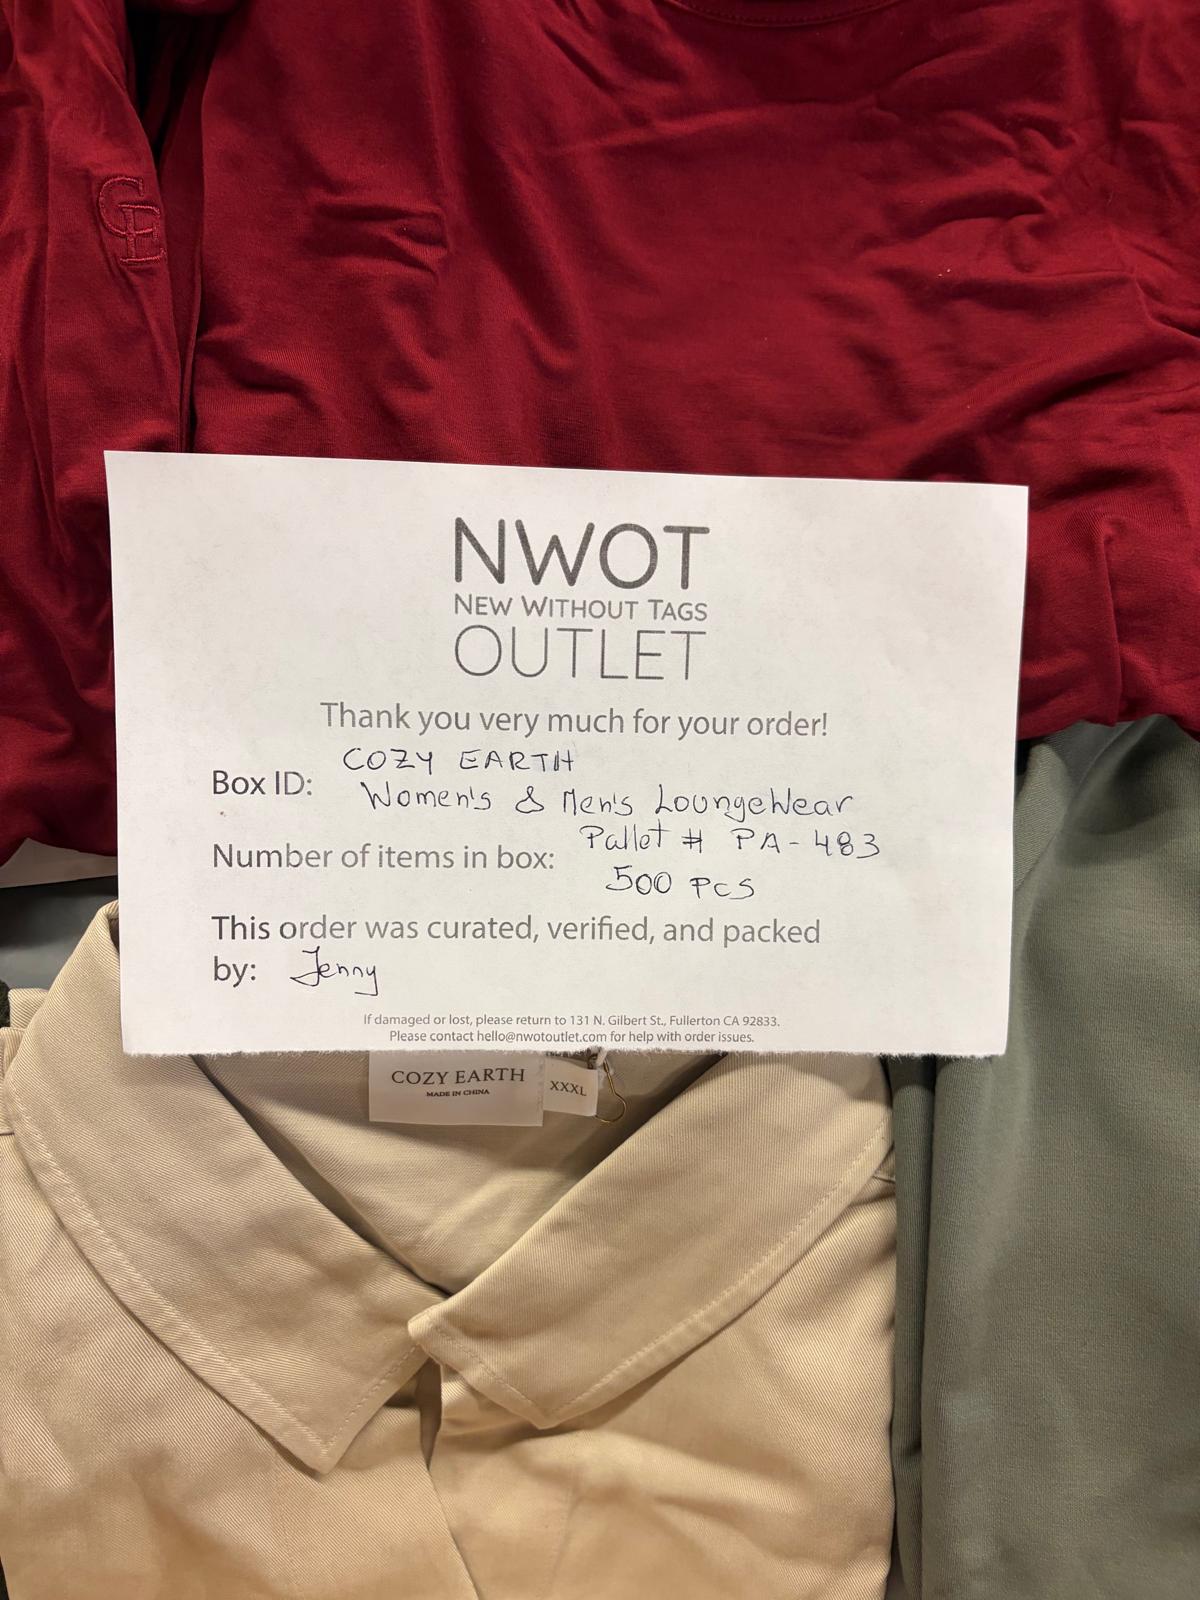 CE
NWOT
NEW WITHOUT TAGS
OUTLET
Thank you very much for your order!
COZY EARTH
Box ID: Women's & Men's LoungeWear
Pallet # PA-483
Number of items in box: 500 PCS
This order was curated, verified, and packed
by: Jenny
If damaged or lost, please return to 131 N. Gilbert St., Fullerton CA 92833.
Please contact hello@nwotoutlet.com for help with order issues.
COZY EARTH
MADE IN CHINA
XXXL